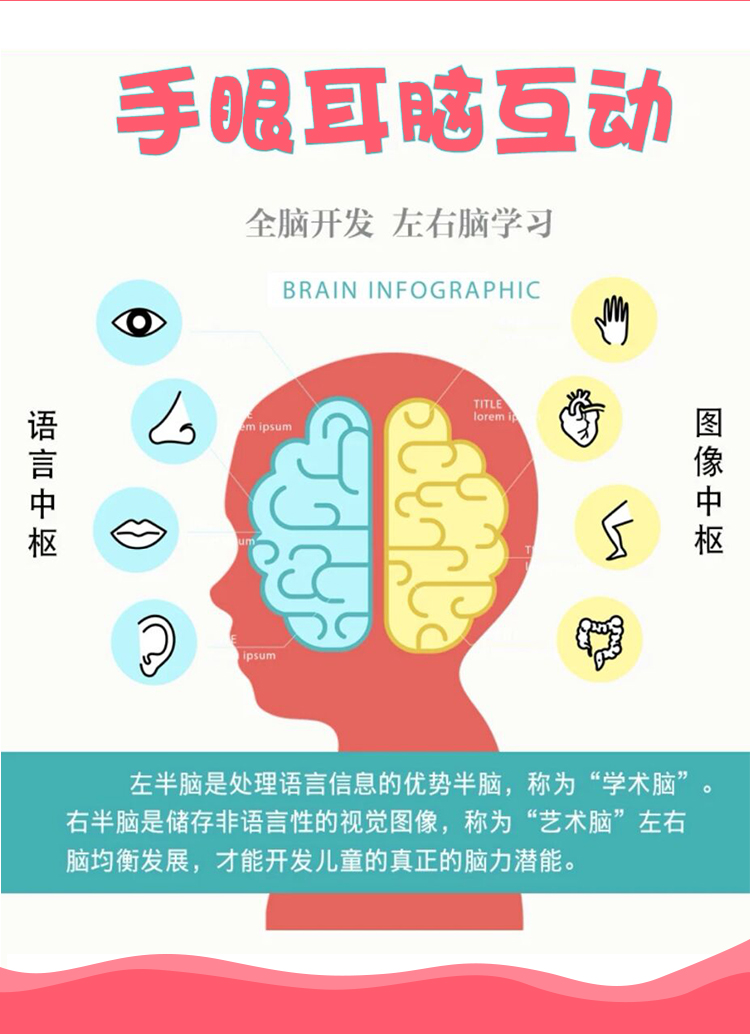 手眼耳脑互动
全脑开发 左右脑学习
BRAIN INFOGRAPHIC
TITLE
lorem ip
em ipsum
语言中枢
图像中枢
um
E
ipsum
左半脑是处理语言信息的优势半脑，称为“学术脑”。
右半脑是储存非语言性的视觉图像，称为“艺术脑”左右
脑均衡发展，才能开发儿童的真正的脑力潜能。